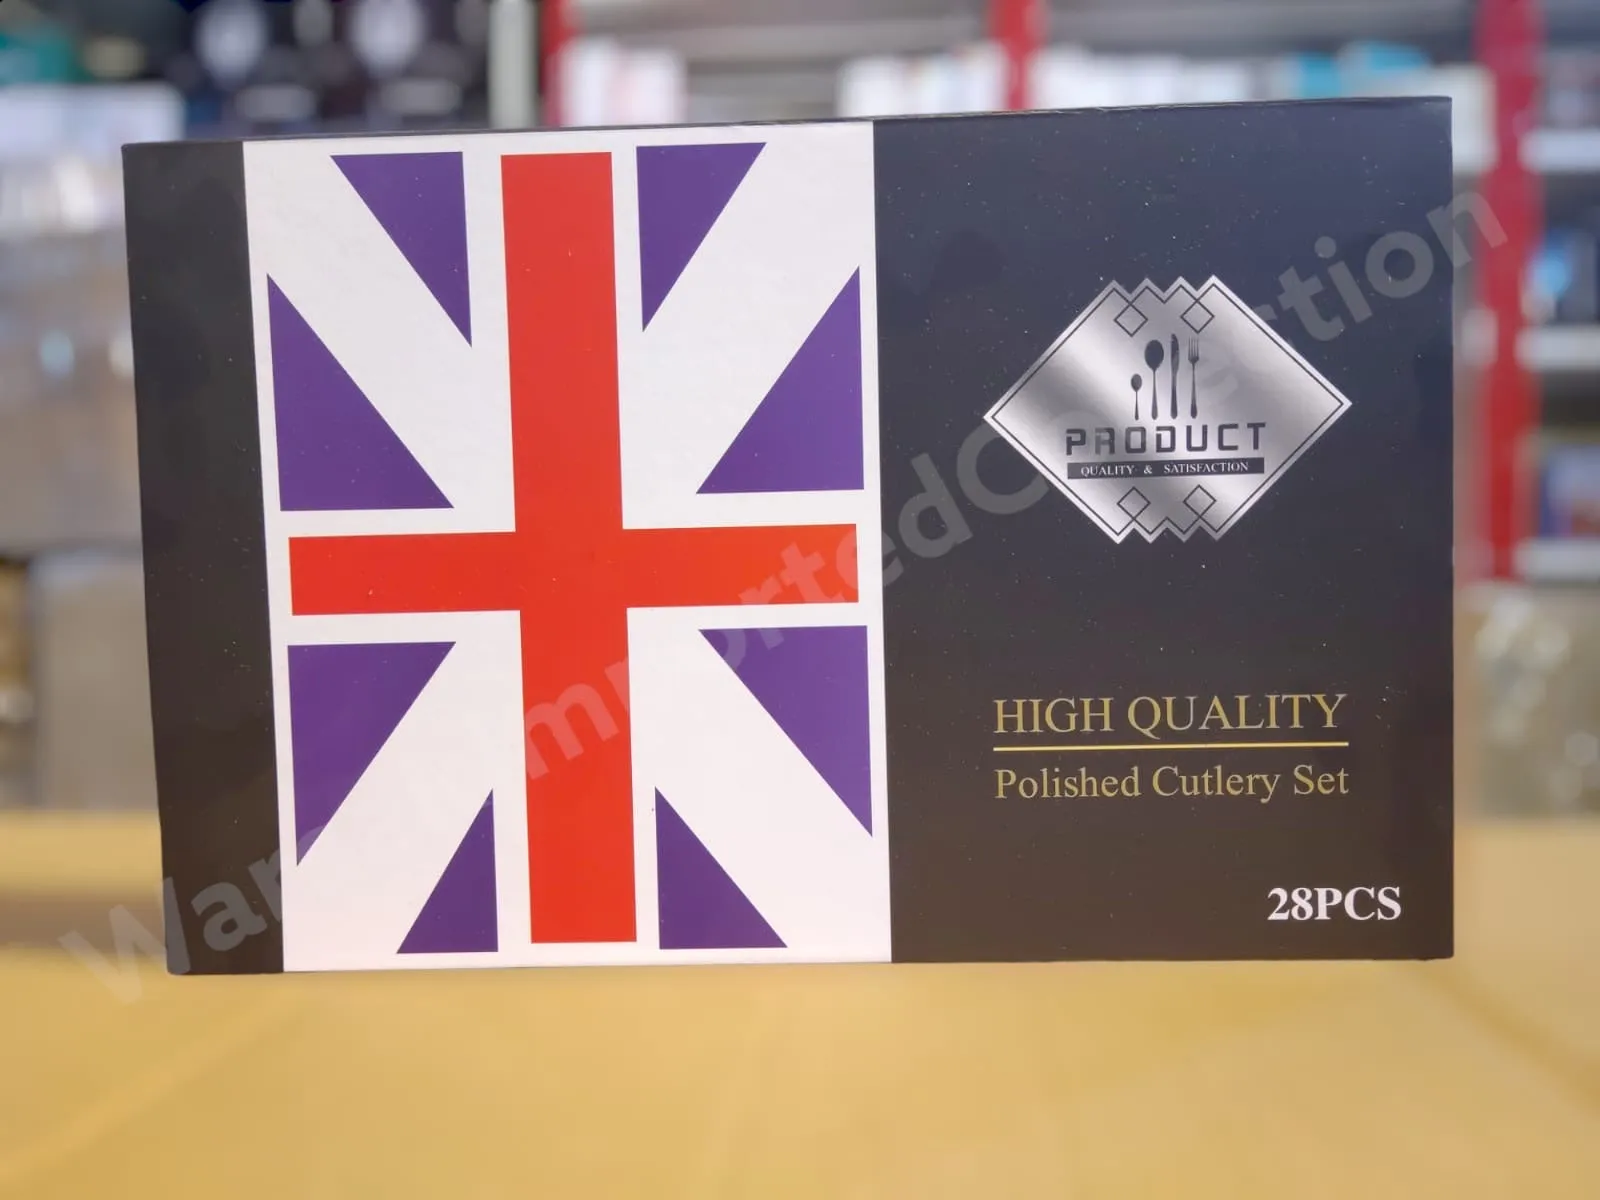 PRODUCT
QUALITY & SATISFACTION
HIGH QUALITY
Polished Cutlery Set
28PCS